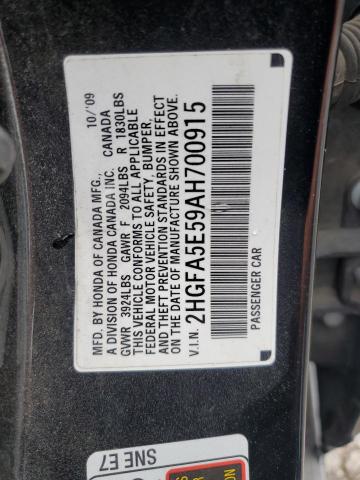 MFD. BY HONDA OF CANADA MFG., 10/'09
A DIVISION OF HONDA CANADA INC. CANADA
GVWR 3924LBS GAWR F 2094LBS R 1830LBS
THIS VEHICLE CONFORMS TO ALL APPLICABLE
FEDERAL MOTOR VEHICLE SAFETY, BUMPER,
AND THEFT PREVENTION STANDARDS IN EFFECT
ON THE DATE OF MANUFACTURE SHOWN ABOVE.
V.I.N. 2HGFA5E59AH700915
PASSENGER CAR
SNE E7